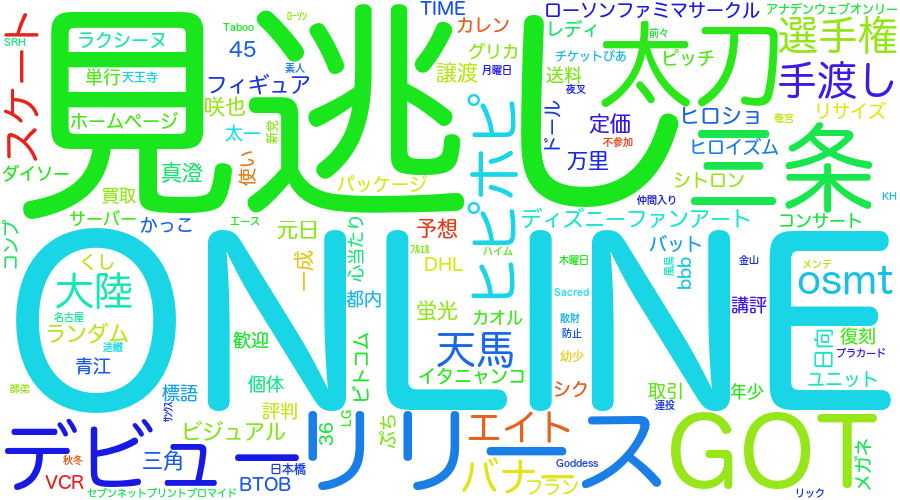 見逃し
ONLINE
太刀
三条
GOT
デビュー
リリース
ピホピヒ
TIME
カレン
ローソンファミマサークル
アナデンウェブオンリー
選手権
手渡し
レディ
前々
ピッチ
チケットぴあ
グリカ
譲渡
月曜日
送料
夜叉
Taboo
ローソン
45
素人
フィギュア
SRH
スケート
ラクシーヌ
単行
天王寺
ホームページ
咲也
太一
新党
使い
ドール
定価
不参加
万里
ヒロショ
ヒロイズム
菴宮
リサイズ
ダイソー
真澄
買取
パッケージ
仲間入り
シトロン
KH
コンプ
サーバー
かっこ
エース
元日
予想
ディズニーファンアート
コンサート
一成
心当たり
ﾌﾙｴﾙ
ハイム
DHL
木曜日
風鳥
バット
bbb
金山
メンテ
osmt
くし
大陸
名古屋
ランダム
途轍
都内
蛍光
Sacred
散財
講評
歓迎
カオル
防止
日向
復刻
プラカード
青江
天馬
幼少
師弟
標語
個体
ヒトコム
イタニャンコ
シク
取引
年少
ユニット
ｻﾝｸｽ
評判
LG
連投
ビジュアル
36
ぷち
エイト
メガネ
秋冬
三角
日本橋
VCR
BTOB
バナー
フラン
Goddess
セブンネットプリントブロマイド
リック